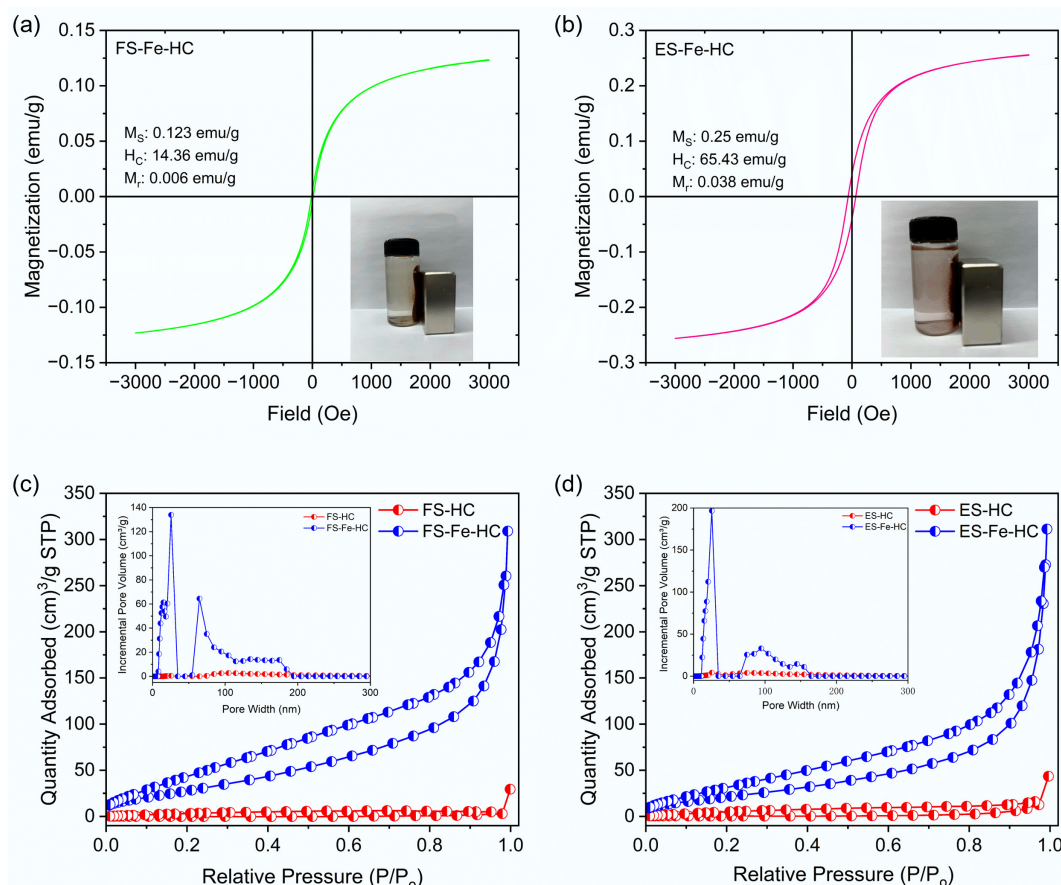 (a)
FS-Fe-HC
M_S: 0.123 emu/g
H_C: 14.36 emu/g
M_r: 0.006 emu/g
0.15
0.10
0.05
0.00
−0.05
−0.10
−0.15
Magnetization (emu/g)
−3000 −2000 −1000 0 1000 2000 3000
Field (Oe)
(b)
ES-Fe-HC
M_S: 0.25 emu/g
H_C: 65.43 emu/g
M_r: 0.038 emu/g
0.3
0.2
0.1
0.0
−0.1
−0.2
−0.3
Magnetization (emu/g)
−3000 −2000 −1000 0 1000 2000 3000
Field (Oe)
(c)
FS-HC
FS-Fe-HC
350
300
250
200
150
100
50
0
Quantity Adsorbed (cm)³/g STP)
0.0 0.2 0.4 0.6 0.8 1.0
Relative Pressure (P/P_o)
FS-HC
FS-Fe-HC
140
120
100
80
60
40
20
0
Incremental Pore Volume (cm³/g)
0 100 200 300
Pore Width (nm)
(d)
ES-HC
ES-Fe-HC
350
300
250
200
150
100
50
0
Quantity Adsorbed (cm)³/g STP)
0.0 0.2 0.4 0.6 0.8 1.0
Relative Pressure (P/P_o)
ES-HC
ES-Fe-HC
200
150
100
50
0
Incremental Pore Volume (cm³/g)
0 100 200 300
Pore Width (nm)